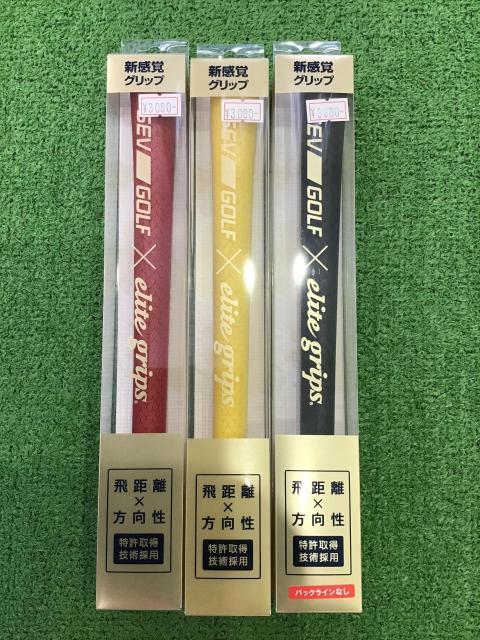 新感覚
グリップ
¥3080-
SEV GOLF × elite grips®
飛距離
×
方向性
特許取得
技術採用
新感覚
グリップ
¥3080-
SEV GOLF × elite grips®
飛距離
×
方向性
特許取得
技術採用
新感覚
グリップ
SEV GOLF × elite grips®
飛距離
×
方向性
特許取得
技術採用
バックラインなし